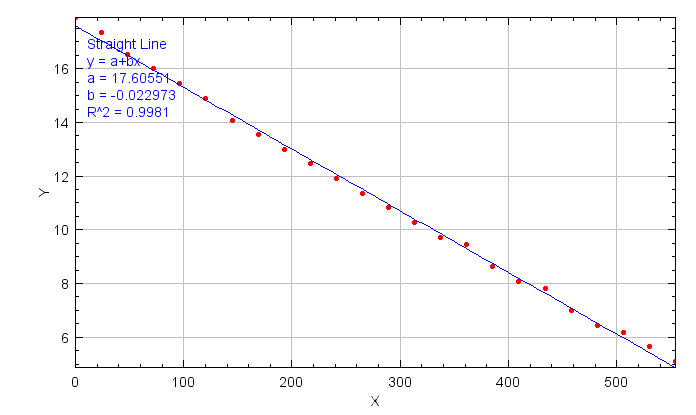 Straight Line
y = a+bx
a = 17.60551
b = -0.022973
R^2 = 0.9981
16
14
12
10
8
6
Y
0 100 200 300 400 500
X